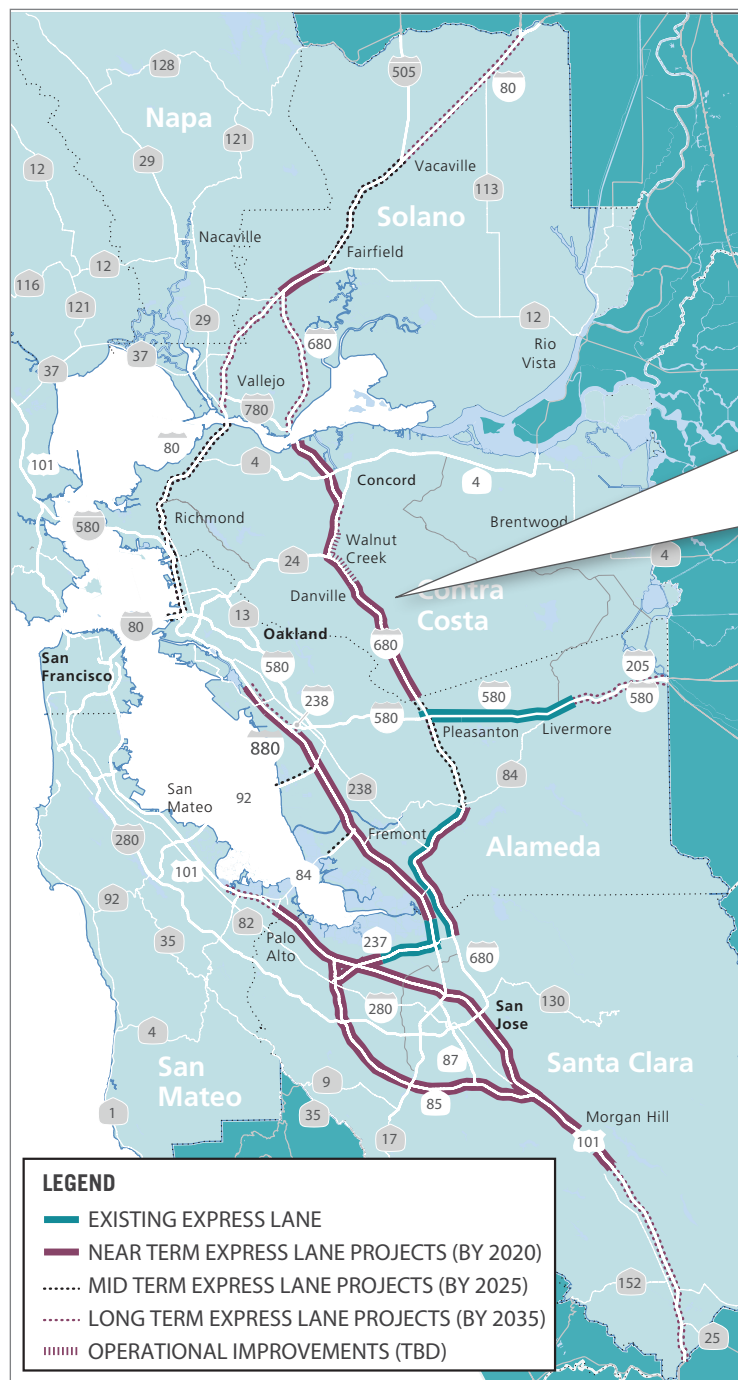 128
505
80
Napa
121
29
Vacaville
12
113
Solano
Nacaville
Fairfield
12
116
121
29
12
680
Rio
Vista
37
37
Vallejo
780
101
80
4
Concord
4
580
Richmond
Brentwood
Walnut
Creek
24
4
Danville
Contra
Costa
13
80
Oakland
680
San
Francisco
580
205
238
580
580
580
Pleasanton
Livermore
880
84
San
Mateo
92
238
280
Fremont
Alameda
101
84
92
82
237
35
Palo
Alto
680
280
130
San
Jose
4
87
San
Mateo
Santa Clara
9
85
1
35
Morgan Hill
17
101
LEGEND
EXISTING EXPRESS LANE
NEAR TERM EXPRESS LANE PROJECTS (BY 2020)
MID TERM EXPRESS LANE PROJECTS (BY 2025)
152
LONG TERM EXPRESS LANE PROJECTS (BY 2035)
25
OPERATIONAL IMPROVEMENTS (TBD)